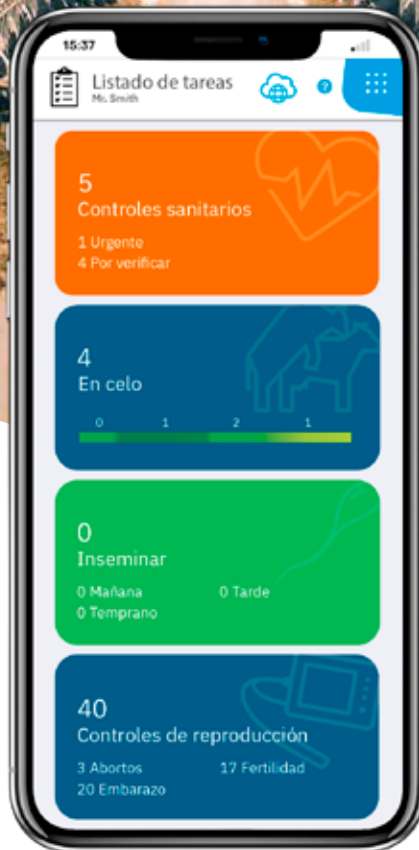 15:37
Listado de tareas
Mr. Smith
?
5
Controles sanitarios
1 Urgente
4 Por verificar
4
En celo
0 1 2 1
0
Inseminar
0 Mañana 0 Tarde
0 Temprano
40
Controles de reproducción
3 Abortos 17 Fertilidad
20 Embarazo